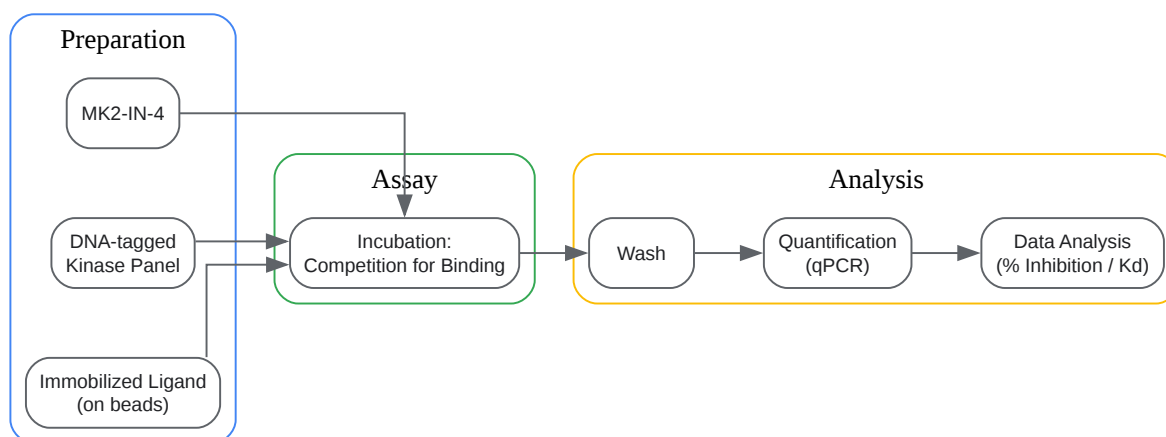 Preparation
MK2-IN-4
DNA-tagged
Kinase Panel
Immobilized Ligand
(on beads)
Assay
Incubation:
Competition for Binding
Analysis
Wash
Quantification
(qPCR)
Data Analysis
(% Inhibition / Kd)